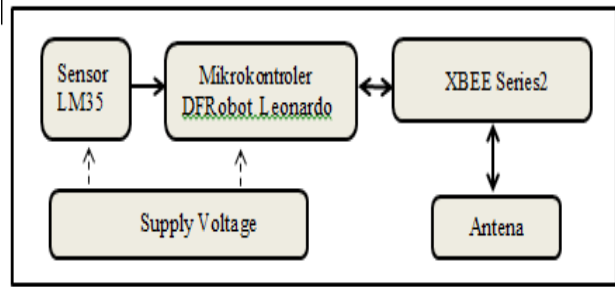 Sensor
LM35
Mikrokontroler
DFRobot Leonardo
XBEE Series2
Supply Voltage
Antena